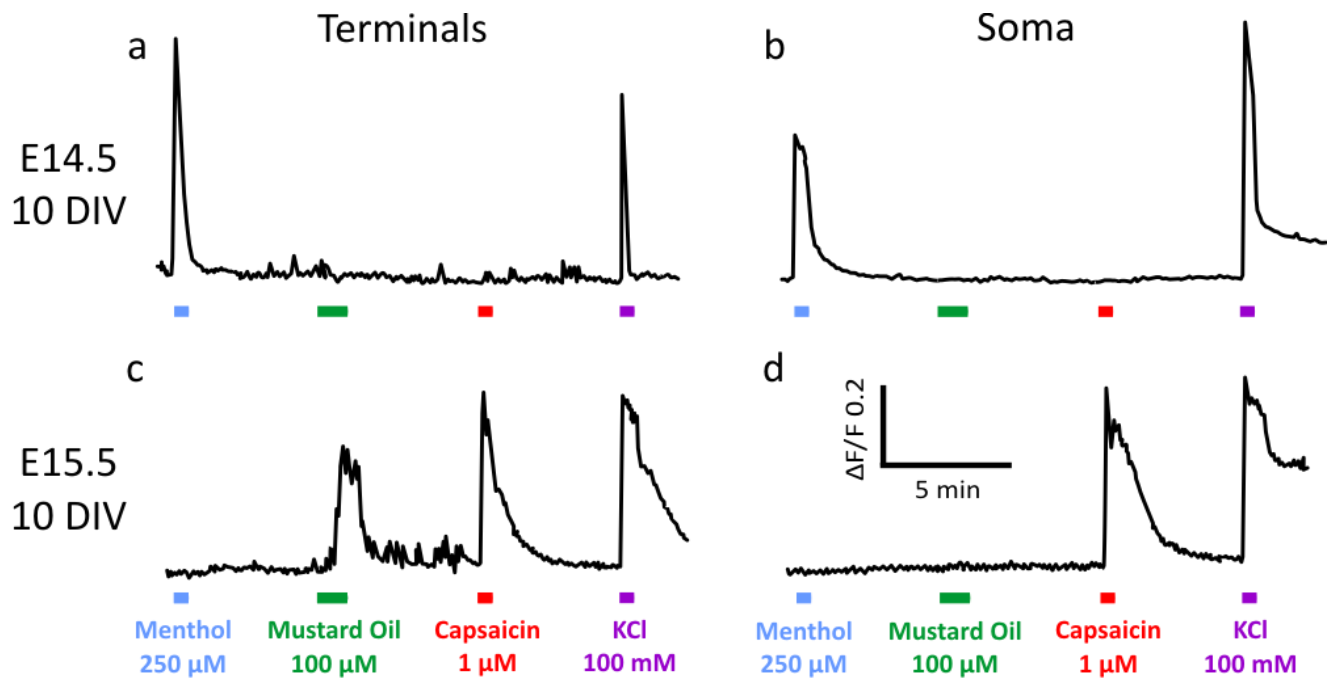 Terminals
Soma
a
b
E14.5
10 DIV
c
d
E15.5
10 DIV
ΔF/F 0.2
5 min
Menthol
250 µM
Mustard Oil
100 µM
Capsaicin
1 µM
KCl
100 mM
Menthol
250 µM
Mustard Oil
100 µM
Capsaicin
1 µM
KCl
100 mM